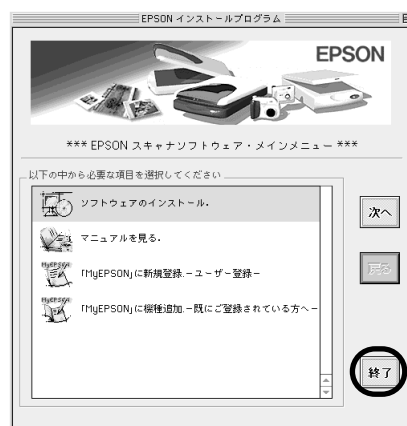 EPSON インストールプログラム
EPSON
*** EPSON スキャナソフトウェア・メインメニュー ***
以下の中から必要な項目を選択してください
ソフトウェアのインストール.
マニュアルを見る.
MyEPSON
「MyEPSON」に新規登録.−ユーザー登録−
MyEPSON
「MyEPSON」に機種追加.−既にご登録されている方へ−
次へ
戻る
終了